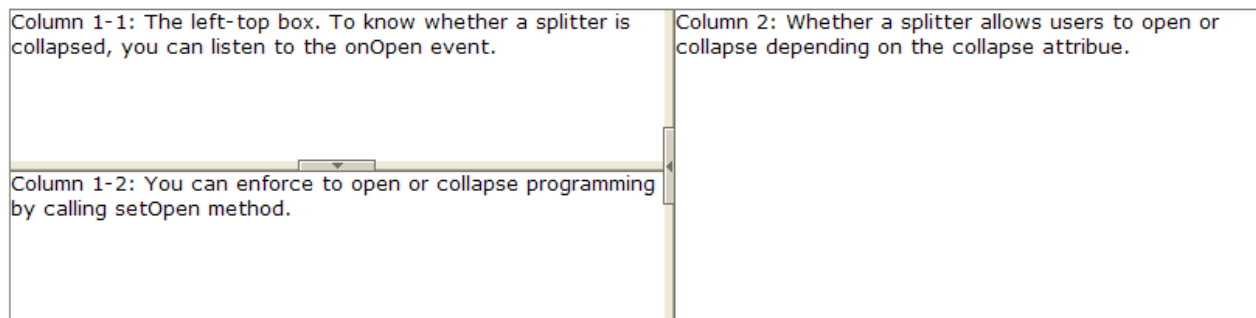 Column 1-1: The left-top box. To know whether a splitter is
collapsed, you can listen to the onOpen event.
Column 1-2: You can enforce to open or collapse programming
by calling setOpen method.
Column 2: Whether a splitter allows users to open or
collapse depending on the collapse attribue.